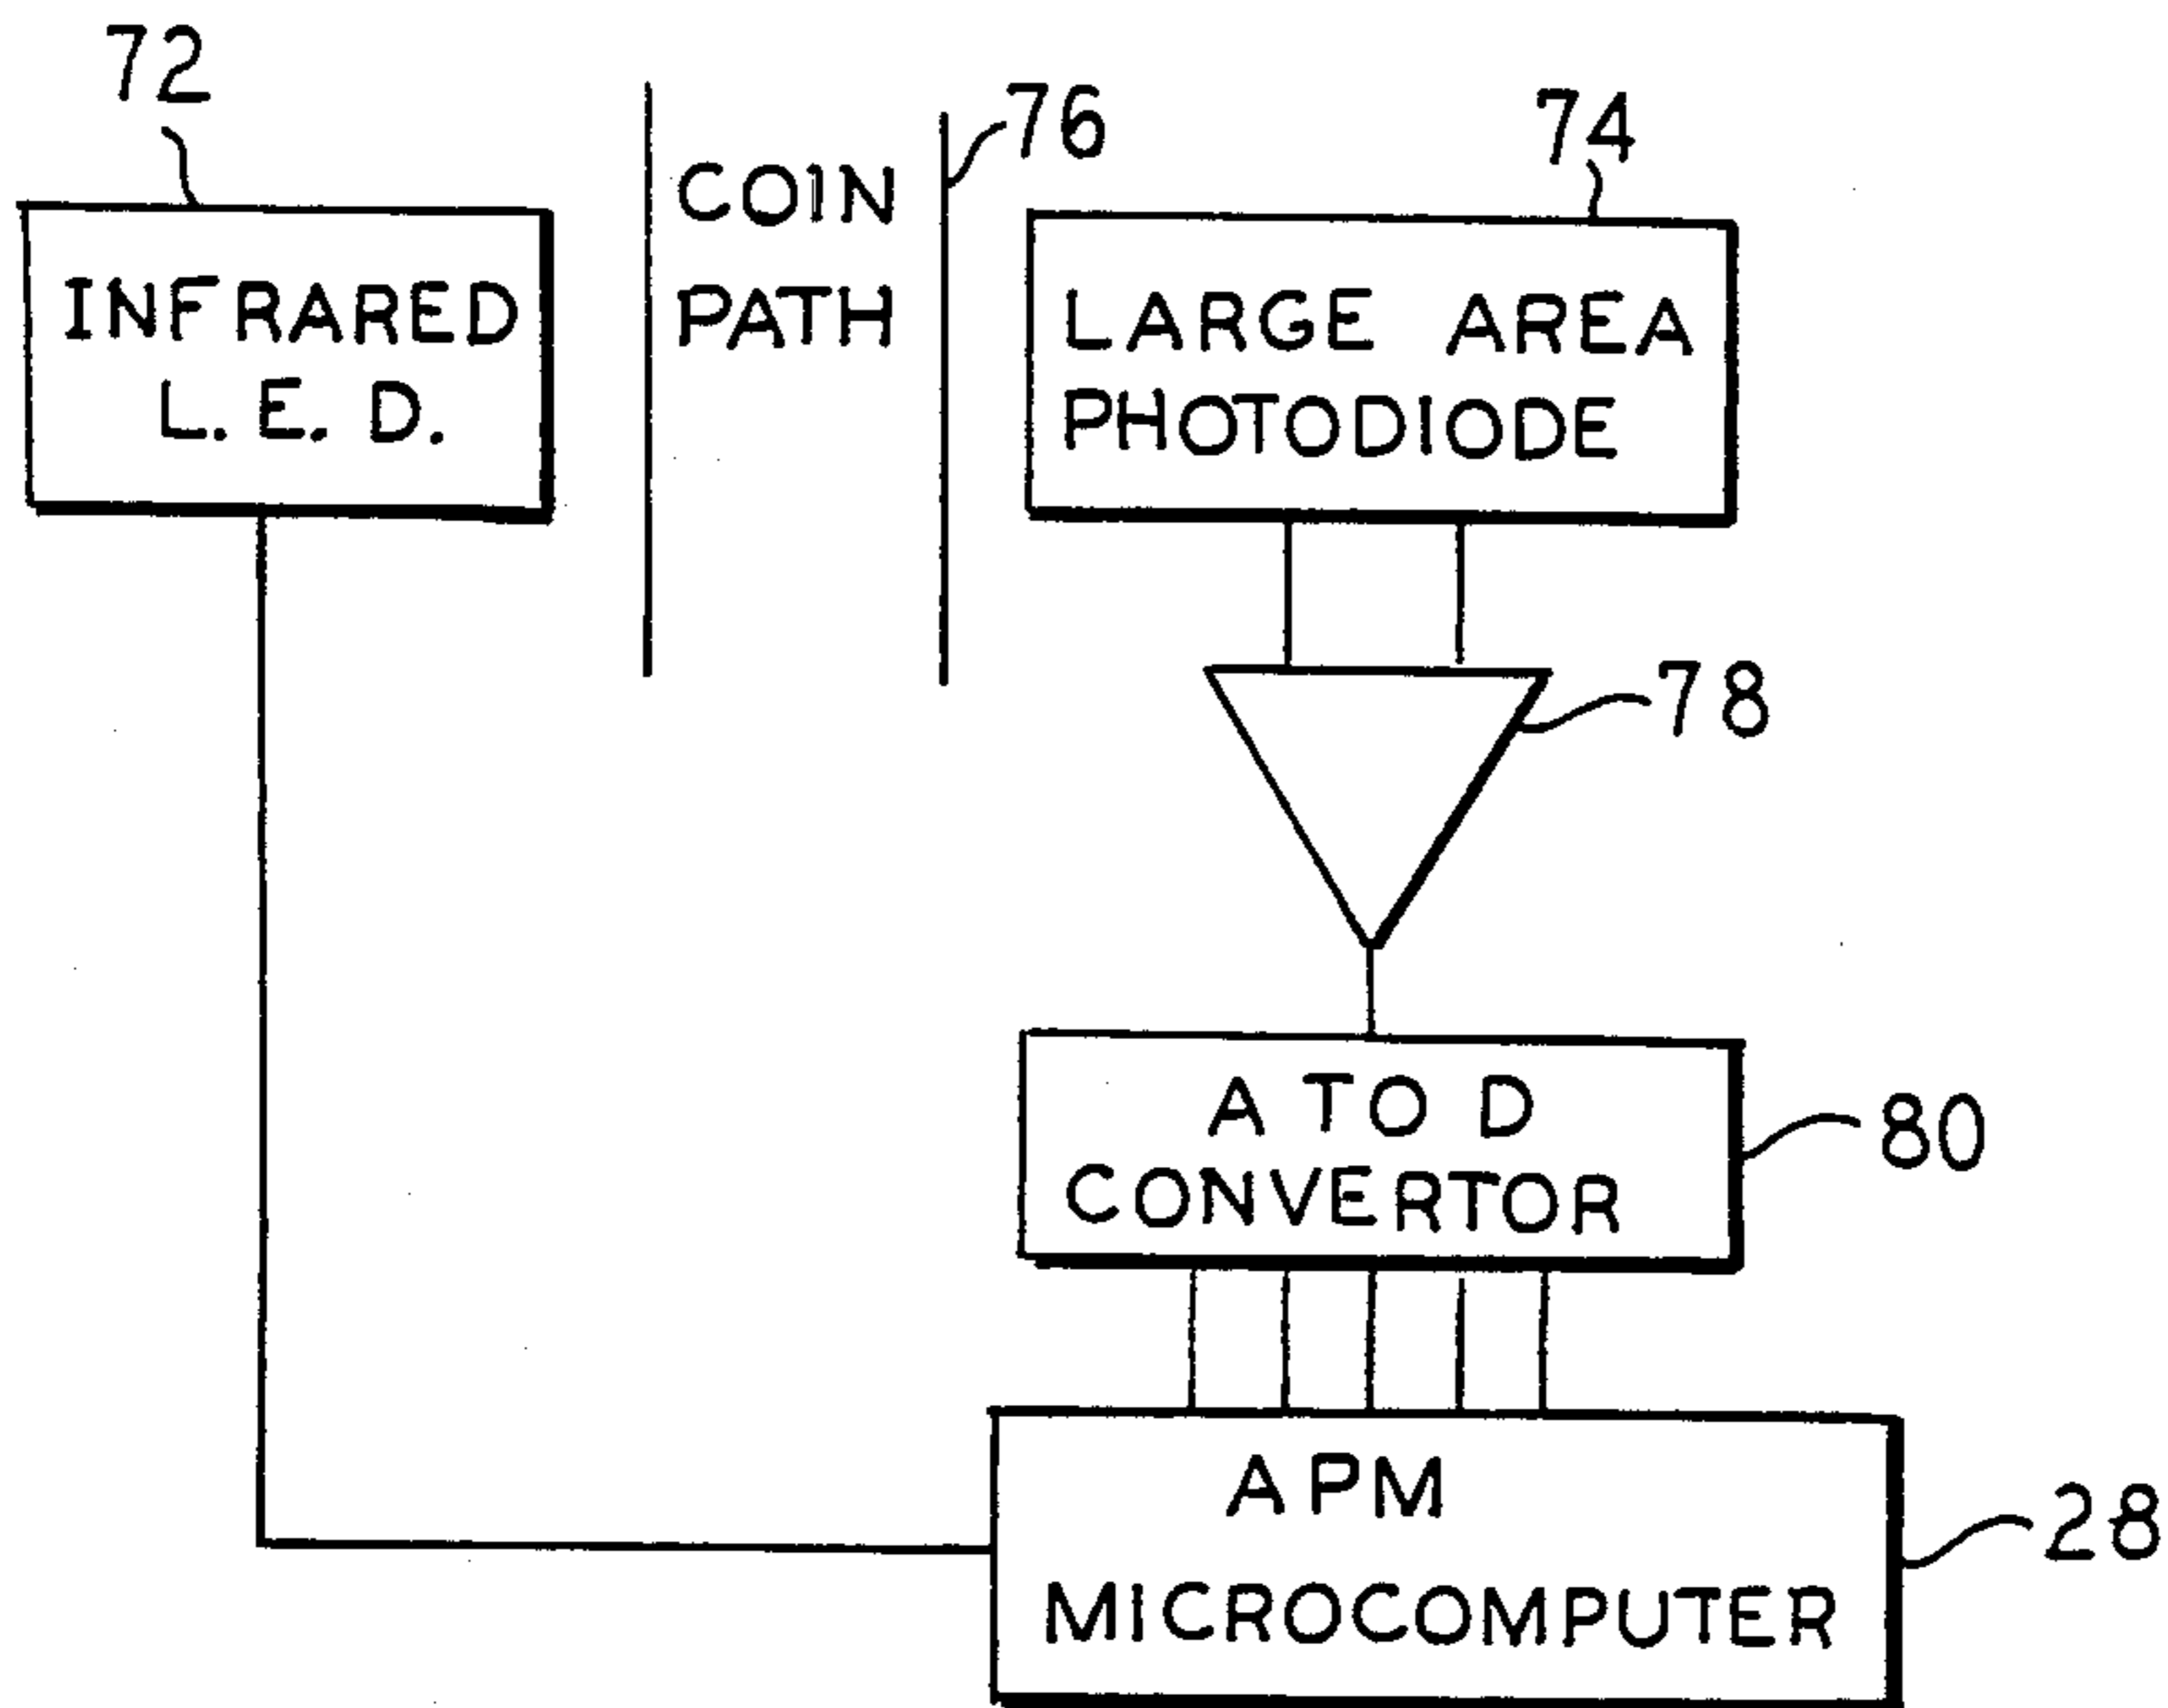 72
76
74
COIN
PATH
INFRARED
L.E.D.
LARGE AREA
PHOTODIODE
78
A TO D
CONVERTOR
80
APM
MICROCOMPUTER
28